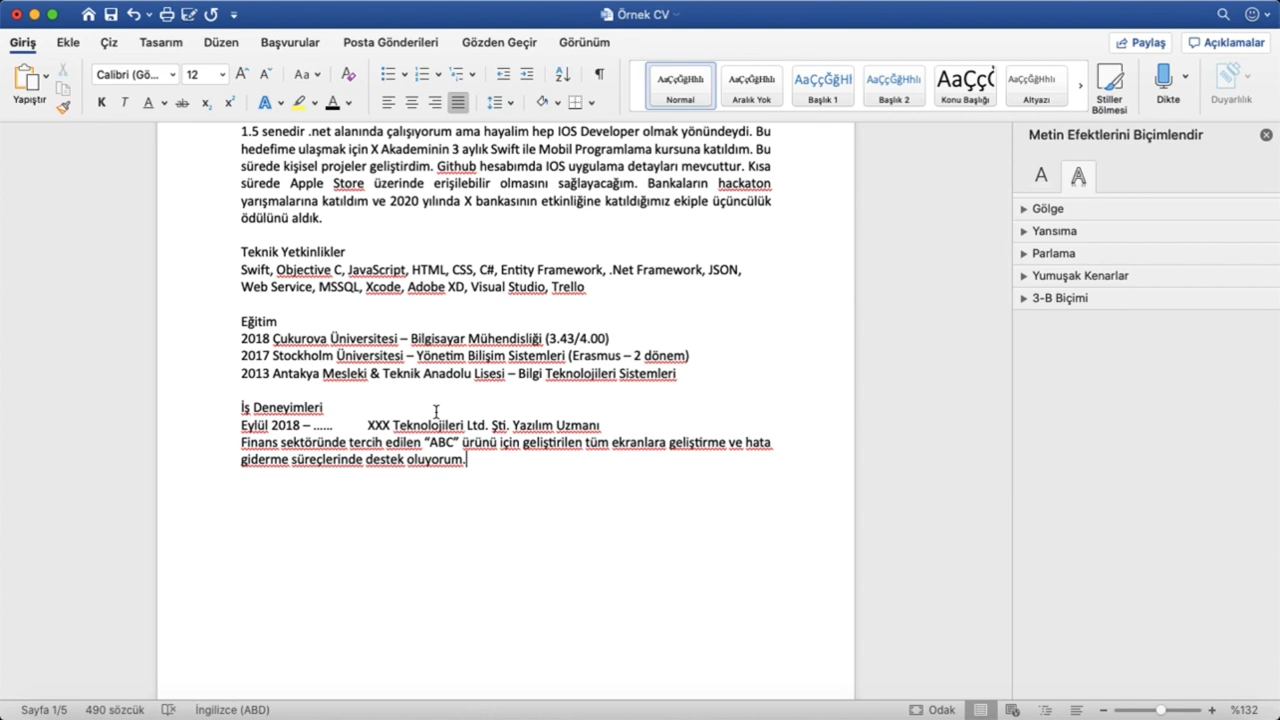 Örnek CV
Giriş Ekle Çiz Tasarım Düzen Başvurular Posta Gönderileri Gözden Geçir Görünüm Paylaş Açıklamalar
Yapıştır Calibri (Gö... 12 Aa
AaÇçĞğHhIı AaÇçĞğHhIı AaÇçĞğHI AaÇçĞğHhIı AaÇçĞ AaÇçĞğHhIı
Normal Aralık Yok Başlık 1 Başlık 2 Konu Başlığı Altyazı Stiller Bölmesi Dikte Duyarlılık
1.5 senedir .net alanında çalışıyorum ama hayalim hep IOS Developer olmak yönündeydi. Bu
hedefime ulaşmak için X Akademinin 3 aylık Swift ile Mobil Programlama kursuna katıldım. Bu
sürede kişisel projeler geliştirdim. Github hesabımda IOS uygulama detayları mevcuttur. Kısa
sürede Apple Store üzerinde erişilebilir olmasını sağlayacağım. Bankaların hackaton
yarışmalarına katıldım ve 2020 yılında X bankasının etkinliğine katıldığımız ekiple üçüncülük
ödülünü aldık.
Teknik Yetkinlikler
Swift, Objective C, JavaScript, HTML, CSS, C#, Entity Framework, .Net Framework, JSON,
Web Service, MSSQL, Xcode, Adobe XD, Visual Studio, Trello
Eğitim
2018 Çukurova Üniversitesi – Bilgisayar Mühendisliği (3.43/4.00)
2017 Stockholm Üniversitesi – Yönetim Bilişim Sistemleri (Erasmus – 2 dönem)
2013 Antakya Mesleki & Teknik Anadolu Lisesi – Bilgi Teknolojileri Sistemleri
İş Deneyimleri
Eylül 2018 – ...... XXX Teknolojileri Ltd. Şti. Yazılım Uzmanı
Finans sektöründe tercih edilen “ABC” ürünü için geliştirilen tüm ekranlara geliştirme ve hata
giderme süreçlerinde destek oluyorum.
Metin Efektlerini Biçimlendir
Gölge
Yansıma
Parlama
Yumuşak Kenarlar
3-B Biçimi
Sayfa 1/5 490 sözcük İngilizce (ABD) Odak %132